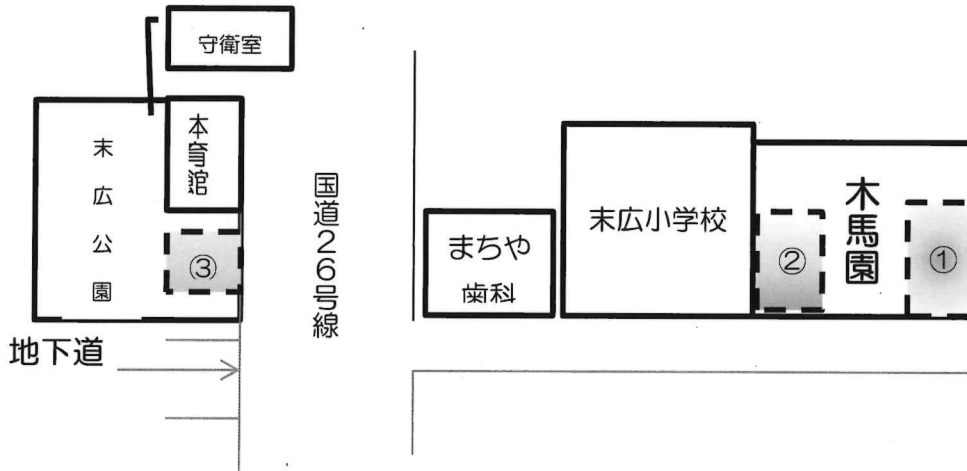 守衛室
末広公園
体育館
③
国道26号線
まちや
歯科
末広小学校
②
木馬園
①
地下道